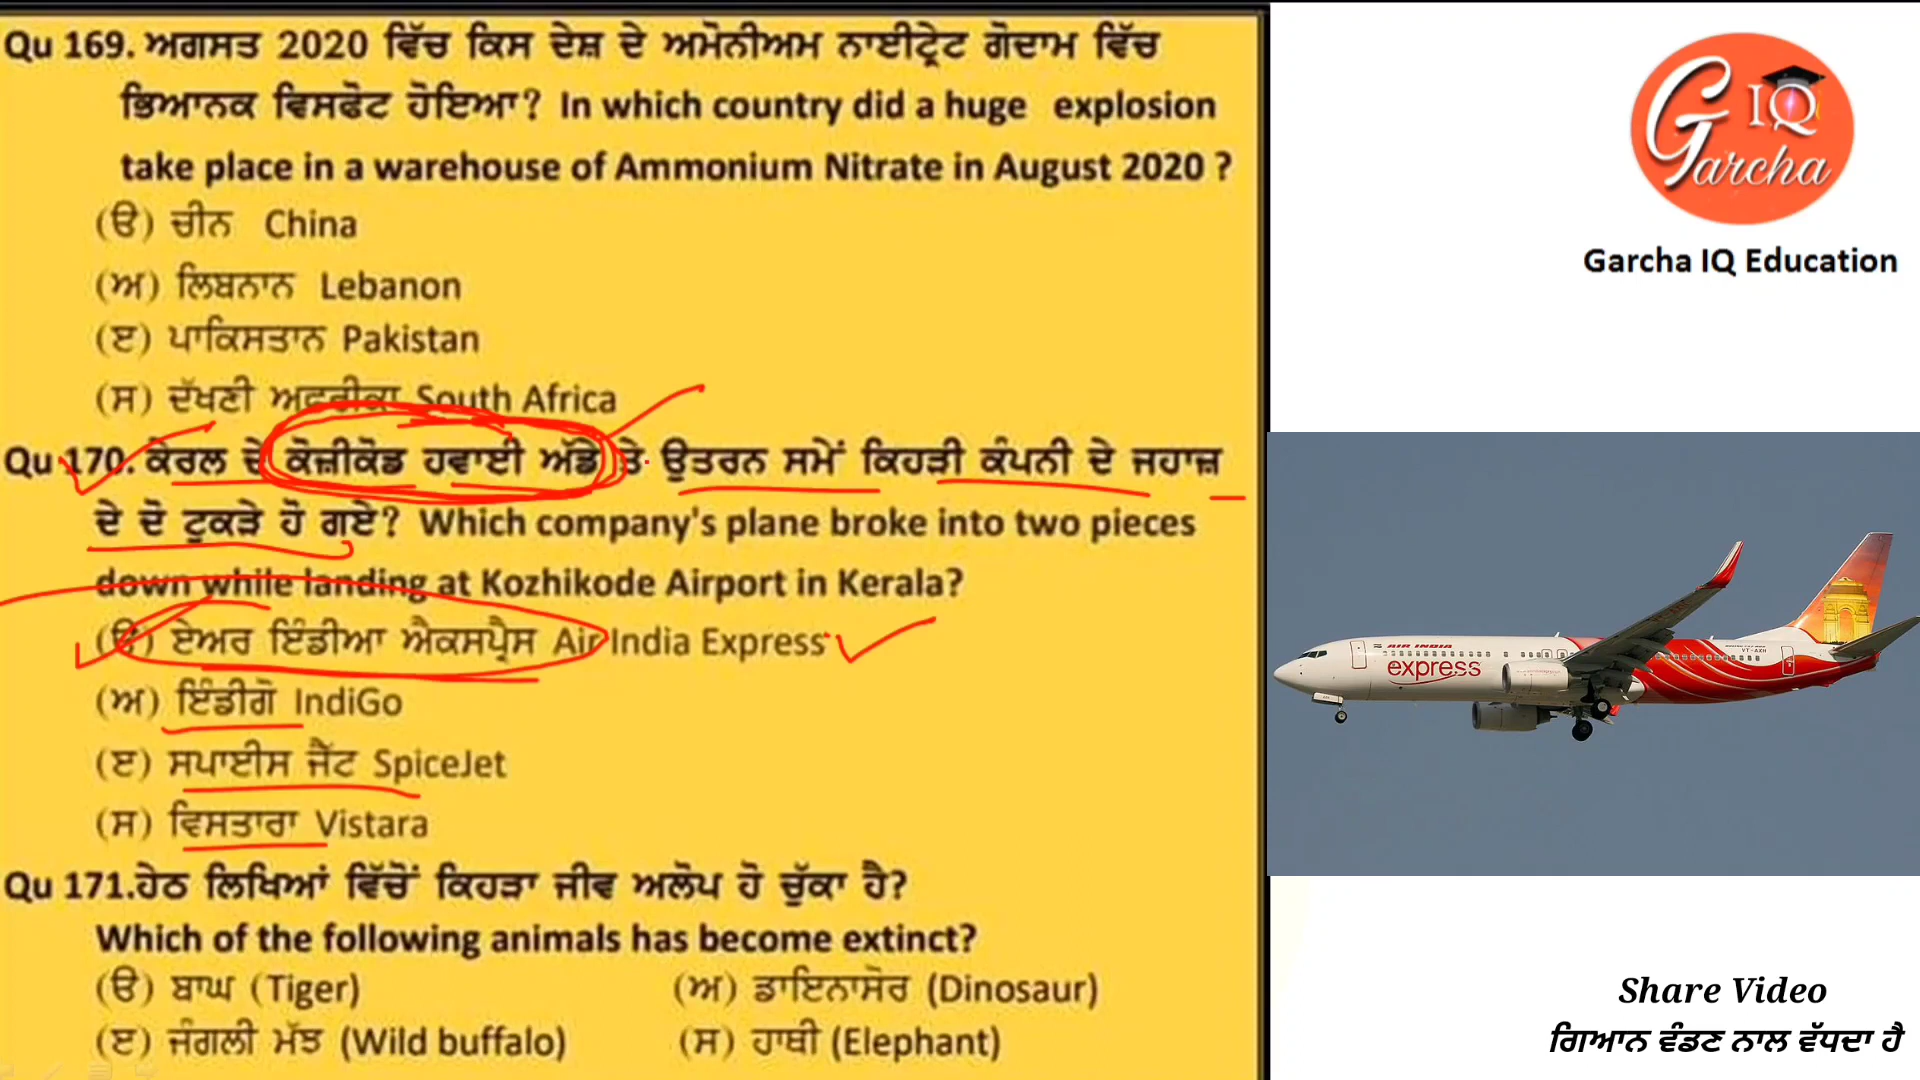 Qu 169. ਅਗਸਤ 2020 ਵਿੱਚ ਕਿਸ ਦੇਸ਼ ਦੇ ਅਮੋਨੀਅਮ ਨਾਈਟ੍ਰੇਟ ਗੋਦਾਮ ਵਿੱਚ
ਭਿਆਨਕ ਵਿਸਫੋਟ ਹੋਇਆ? In which country did a huge explosion
take place in a warehouse of Ammonium Nitrate in August 2020 ?
(ੳ) ਚੀਨ China
(ਅ) ਲਿਬਨਾਨ Lebanon
(ੲ) ਪਾਕਿਸਤਾਨ Pakistan
(ਸ) ਦੱਖਣੀ ਅਫਰੀਕਾ South Africa
Qu 170. ਕੇਰਲ ਦੇ ਕੋਜ਼ੀਕੋਡ ਹਵਾਈ ਅੱਡੇ ਤੇ ਉਤਰਨ ਸਮੇਂ ਕਿਹੜੀ ਕੰਪਨੀ ਦੇ ਜਹਾਜ਼
ਦੇ ਦੋ ਟੁਕੜੇ ਹੋ ਗਏ? Which company's plane broke into two pieces
down while landing at Kozhikode Airport in Kerala?
(ੳ) ਏਅਰ ਇੰਡੀਆ ਐਕਸਪ੍ਰੈਸ Air India Express
(ਅ) ਇੰਡੀਗੋ IndiGo
(ੲ) ਸਪਾਈਸ ਜੈੱਟ SpiceJet
(ਸ) ਵਿਸਤਾਰਾ Vistara
Qu 171.ਹੇਠ ਲਿਖਿਆਂ ਵਿੱਚੋਂ ਕਿਹੜਾ ਜੀਵ ਅਲੋਪ ਹੋ ਚੁੱਕਾ ਹੈ?
Which of the following animals has become extinct?
(ੳ) ਬਾਘ (Tiger) (ਅ) ਡਾਇਨਾਸੋਰ (Dinosaur)
(ੲ) ਜੰਗਲੀ ਮੱਝ (Wild buffalo) (ਸ) ਹਾਥੀ (Elephant)
G IQ
Garcha
Garcha IQ Education
AIR INDIA
express
VT-AXH
Share Video
ਗਿਆਨ ਵੰਡਣ ਨਾਲ ਵੱਧਦਾ ਹੈ